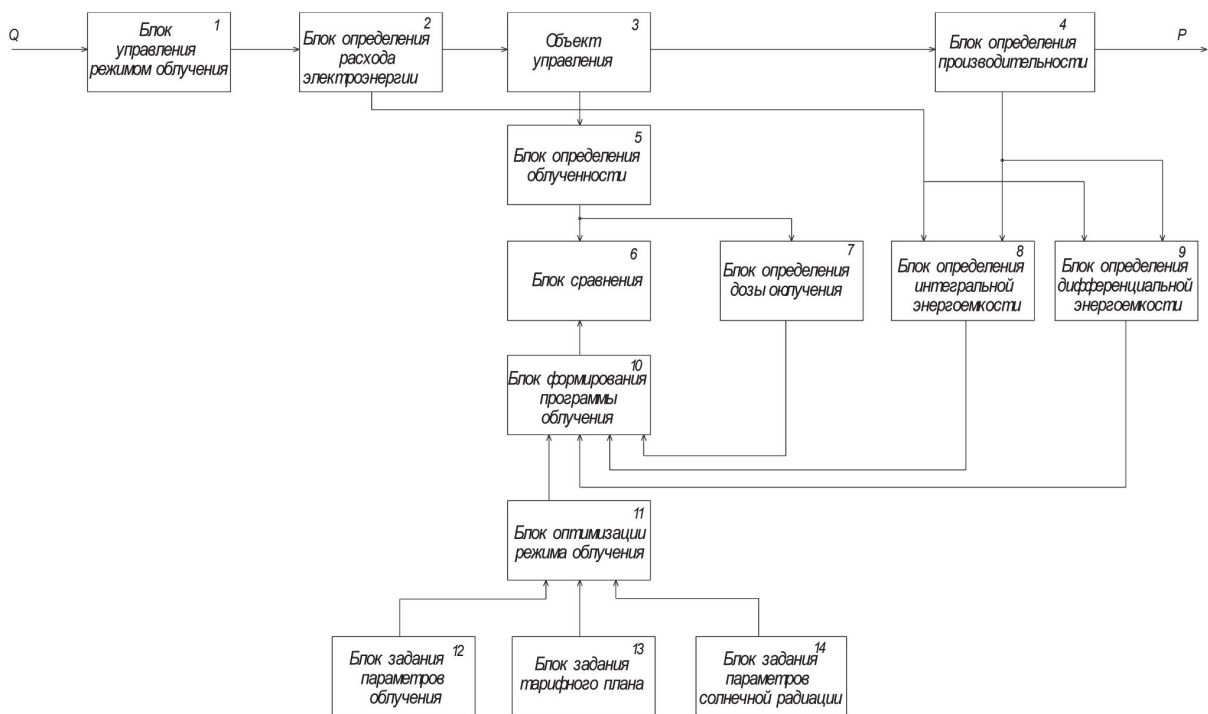 Q
1
Блок
управления
режимом облучения
2
Блок определения
расхода
электроэнергии
3
Объект
управления
4
Блок определения
производительности
P
5
Блок определения
облученности
6
Блок сравнения
7
Блок определения
дозы оюлучения
8
Блок определения
интегральной
энергоемкости
9
Блок определения
дифференциальной
энергоемкости
10
Блок формирования
программы
облучения
11
Блок оптимизации
режима облучения
12
Блок задания
параметров
облучения
13
Блок задания
тарифного плана
14
Блок задания
параметров
солнечной радиации